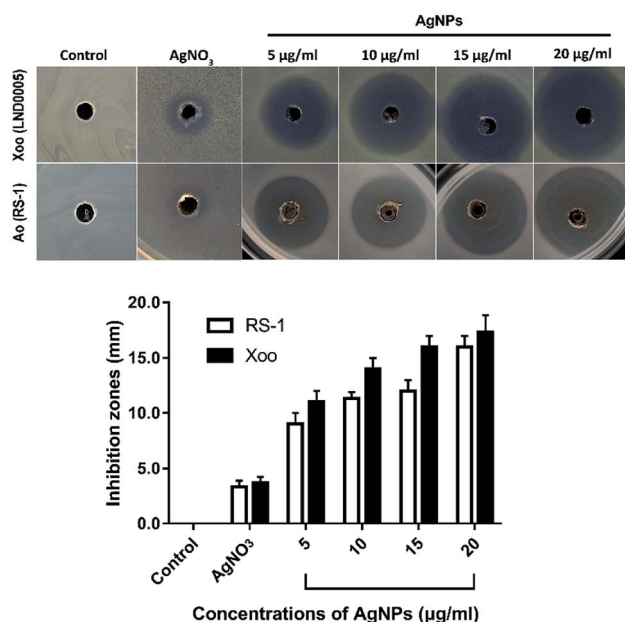 AgNPs
Control AgNO3 5 µg/ml 10 µg/ml 15 µg/ml 20 µg/ml
Xoo (LND0005)
Ao (RS-1)
20.0
15.0
10.0
5.0
0.0
Inhibition zones (mm)
RS-1
Xoo
Control AgNO3 5 10 15 20
Concentrations of AgNPs (µg/ml)